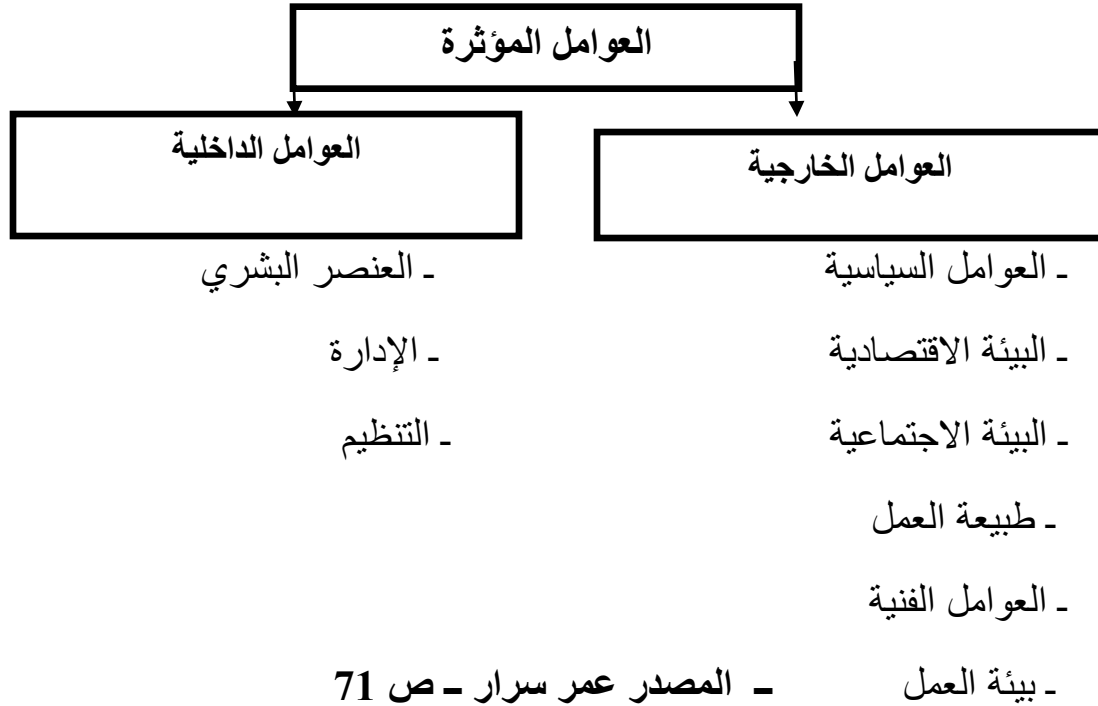 العوامل المؤثرة
العوامل الخارجية
العوامل الداخلية
ـ العوامل السياسية
ـ العنصر البشري
ـ البيئة الاقتصادية
ـ الإدارة
ـ البيئة الاجتماعية
ـ التنظيم
ـ طبيعة العمل
ـ العوامل الفنية
ـ بيئة العمل
ـ المصدر عمر سرار ـ ص 71